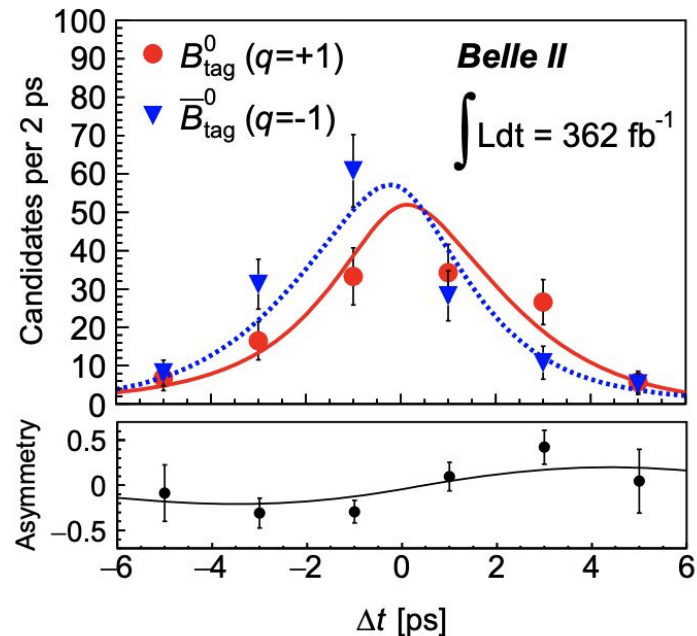 100
90
80
70
60
50
40
30
20
10
0
Candidates per 2 ps
B⁰tag (q=+1)
B̅⁰tag (q=-1)
Belle II
∫Ldt = 362 fb⁻¹
0.5
0
−0.5
Asymmetry
−6 −4 −2 0 2 4 6
Δt [ps]